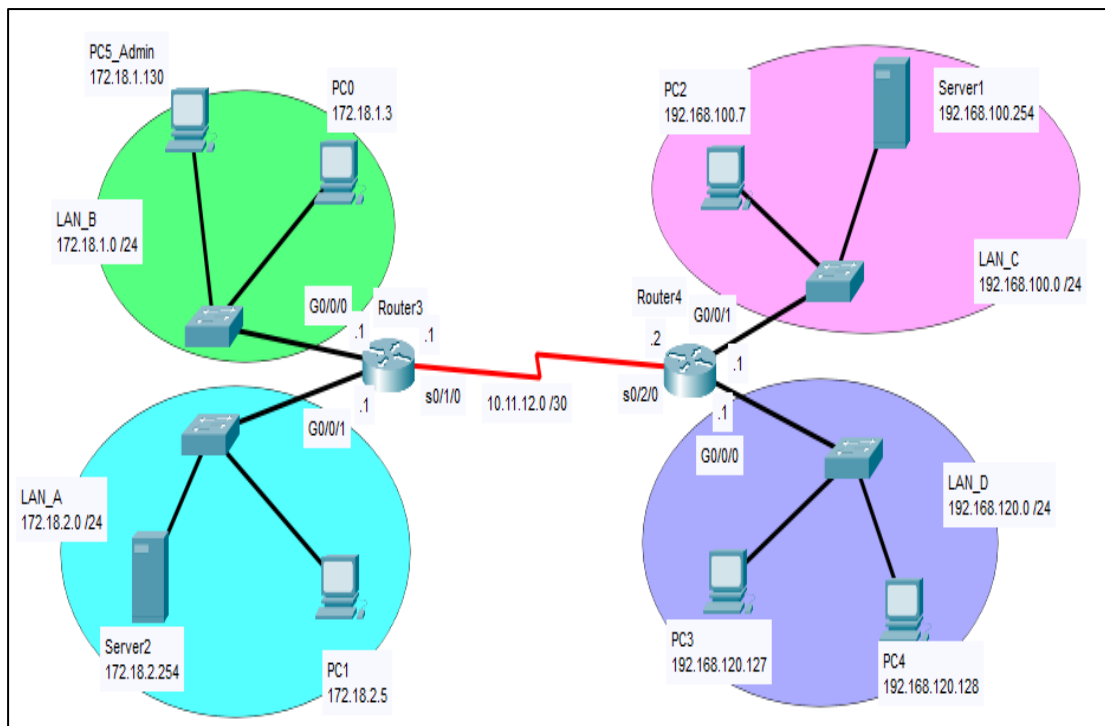 PC5_Admin
172.18.1.130
PC0
172.18.1.3
LAN_B
172.18.1.0 /24
G0/0/0
.1
Router3
.1
s0/1/0
10.11.12.0 /30
G0/0/1
.1
LAN_A
172.18.2.0 /24
Server2
172.18.2.254
PC1
172.18.2.5
PC2
192.168.100.7
Server1
192.168.100.254
LAN_C
192.168.100.0 /24
Router4
G0/0/1
.2
.1
s0/2/0
.1
G0/0/0
LAN_D
192.168.120.0 /24
PC3
192.168.120.127
PC4
192.168.120.128